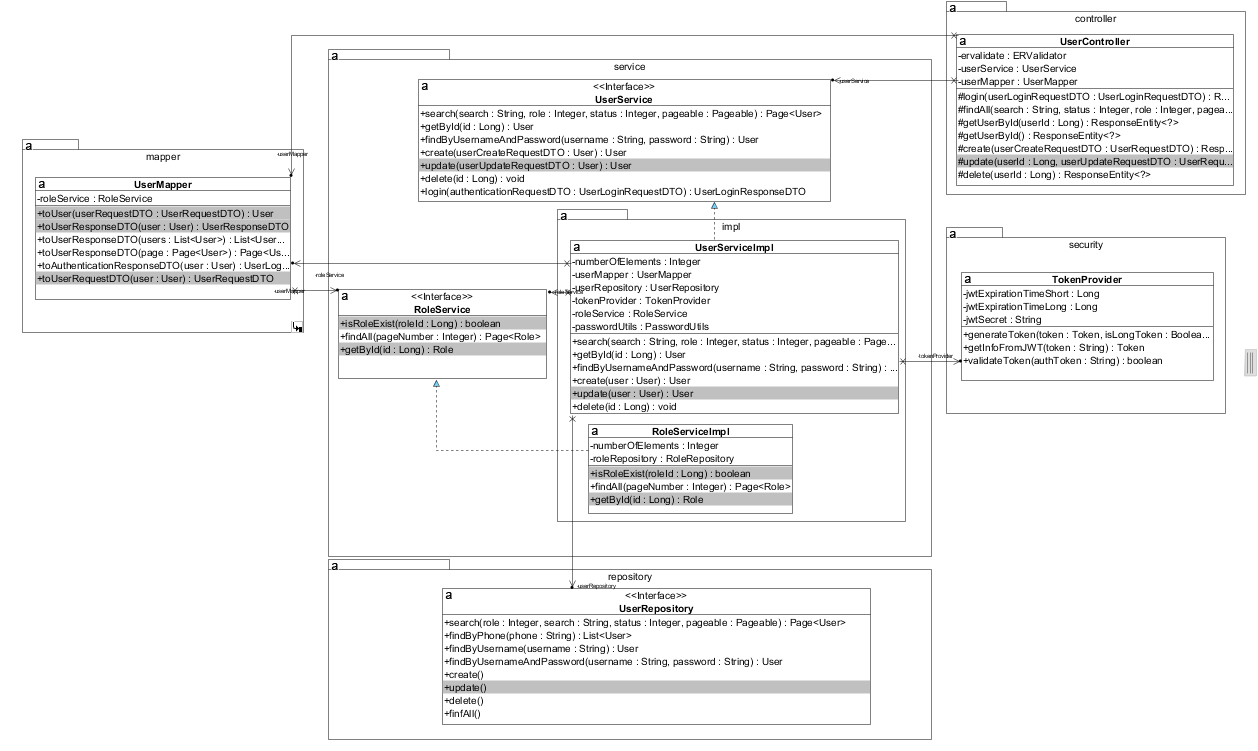 a
controller
a
UserController
-ervalidate : ERValidator
-userService : UserService
-userMapper : UserMapper
#login(userLoginRequestDTO : UserLoginRequestDTO) : R...
#findAll(search : String, status : Integer, role : Integer, pagea...
#getUserById(userId : Long) : ResponseEntity<?>
#getUserById() : ResponseEntity<?>
#create(userCreateRequestDTO : UserRequestDTO) : Resp...
#update(userId : Long, userUpdateRequestDTO : UserRequ...
#delete(userId : Long) : ResponseEntity<?>
a
service
a
<<Interface>>
UserService
+search(search : String, role : Integer, status : Integer, pageable : Pageable) : Page<User>
+getById(id : Long) : User
+findByUsernameAndPassword(username : String, password : String) : User
+create(userCreateRequestDTO : User) : User
+update(userUpdateRequestDTO : User) : User
+delete(id : Long) : void
+login(authenticationRequestDTO : UserLoginRequestDTO) : UserLoginResponseDTO
-userService
a
mapper
-userMapper
a
UserMapper
-roleService : RoleService
+toUser(userRequestDTO : UserRequestDTO) : User
+toUserResponseDTO(user : User) : UserResponseDTO
+toUserResponseDTO(users : List<User>) : List<User...
+toUserResponseDTO(page : Page<User>) : Page<Us...
+toAuthenticationResponseDTO(user : User) : UserLog...
+toUserRequestDTO(user : User) : UserRequestDTO
-userMapper
-roleService
a
impl
a
UserServiceImpl
-numberOfElements : Integer
-userMapper : UserMapper
-userRepository : UserRepository
-tokenProvider : TokenProvider
-roleService : RoleService
-passwordUtils : PasswordUtils
+search(search : String, role : Integer, status : Integer, pageable : Page...
+getById(id : Long) : User
+findByUsernameAndPassword(username : String, password : String) : ...
+create(user : User) : User
+update(user : User) : User
+delete(id : Long) : void
a
<<Interface>>
RoleService
+isRoleExist(roleId : Long) : boolean
+findAll(pageNumber : Integer) : Page<Role>
+getById(id : Long) : Role
a
security
a
TokenProvider
-jwtExpirationTimeShort : Long
-jwtExpirationTimeLong : Long
-jwtSecret : String
+generateToken(token : Token, isLongToken : Boolea...
+getInfoFromJWT(token : String) : Token
+validateToken(authToken : String) : boolean
-tokenProvider
a
RoleServiceImpl
-numberOfElements : Integer
-roleRepository : RoleRepository
+isRoleExist(roleId : Long) : boolean
+findAll(pageNumber : Integer) : Page<Role>
+getById(id : Long) : Role
a
repository
-userRepository
a
<<Interface>>
UserRepository
+search(role : Integer, search : String, status : Integer, pageable : Pageable) : Page<User>
+findByPhone(phone : String) : List<User>
+findByUsername(username : String) : User
+findByUsernameAndPassword(username : String, password : String) : User
+create()
+update()
+delete()
+finfAll()